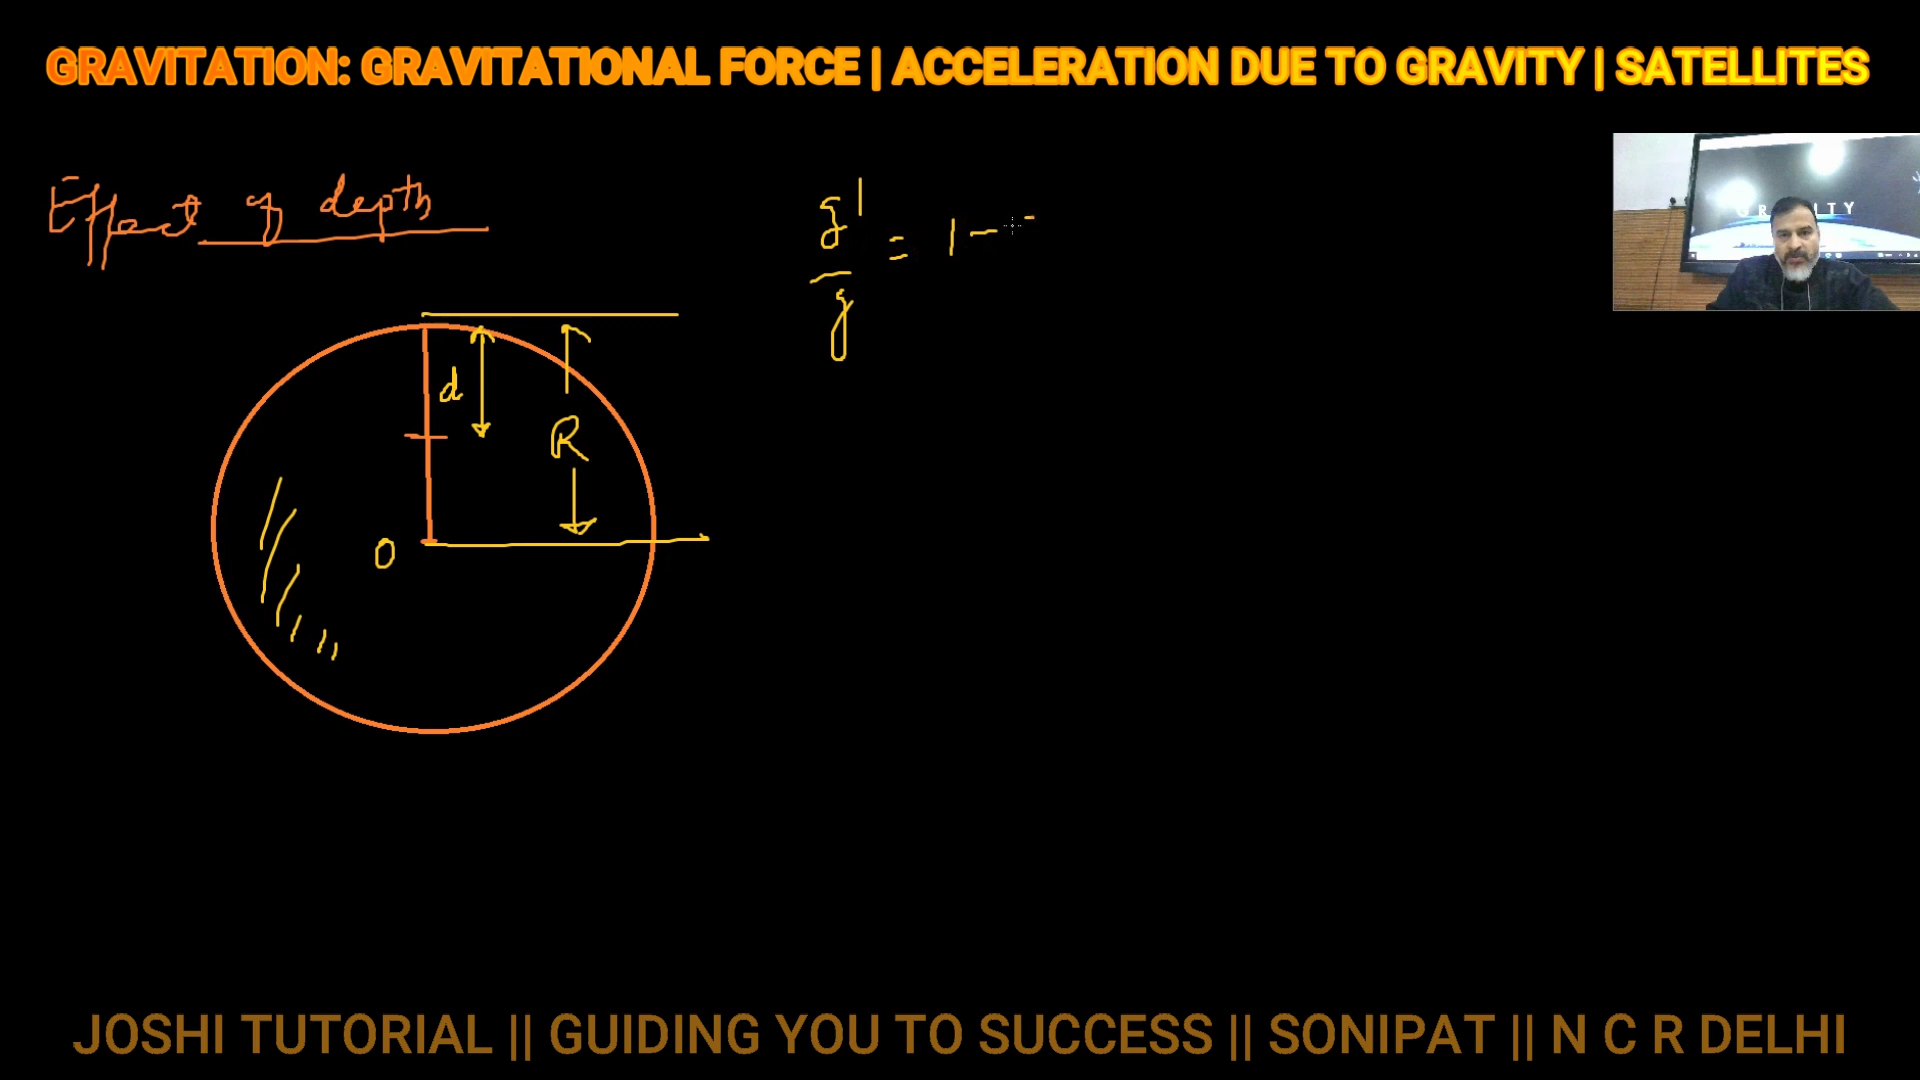 GRAVITATION: GRAVITATIONAL FORCE | ACCELERATION DUE TO GRAVITY | SATELLITES
Effect of depth
g'
= 1 -
g
d
R
O
GRAVITY
JOSHI TUTORIAL || GUIDING YOU TO SUCCESS || SONIPAT || N C R DELHI